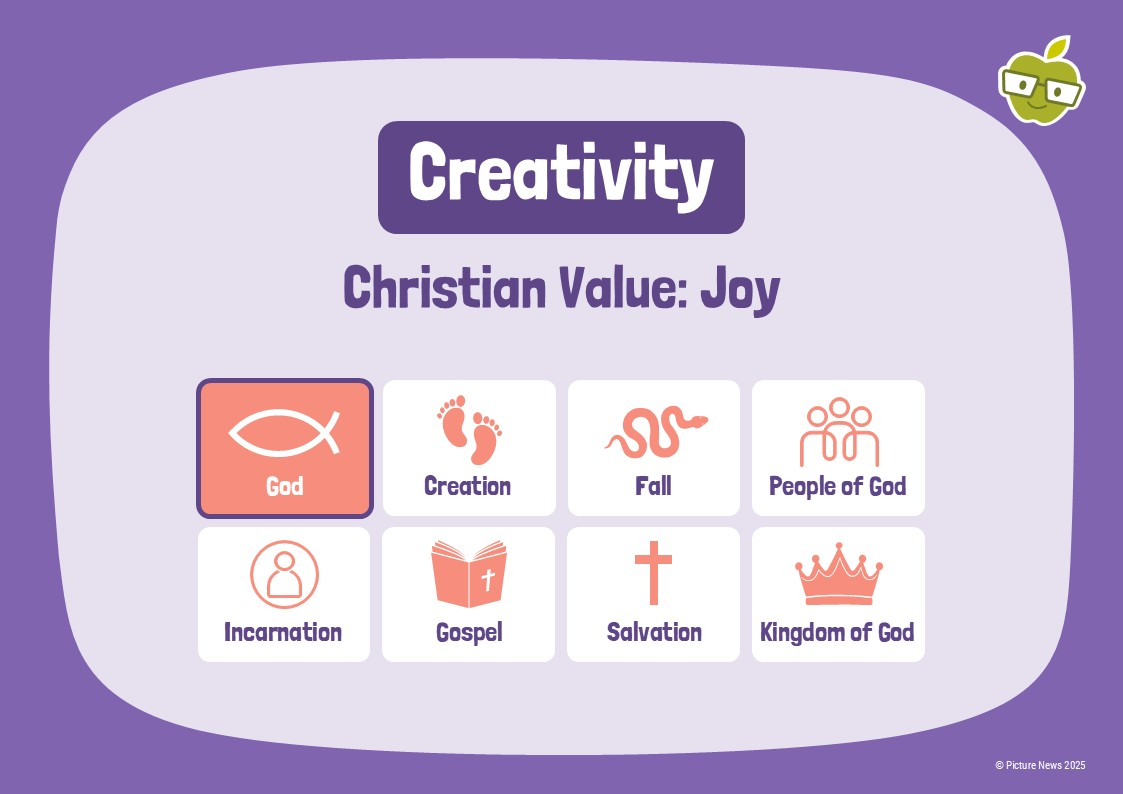 Creativity
Christian Value: Joy
God
Creation
Fall
People of God
Incarnation
Gospel
Salvation
Kingdom of God
© Picture News 2025